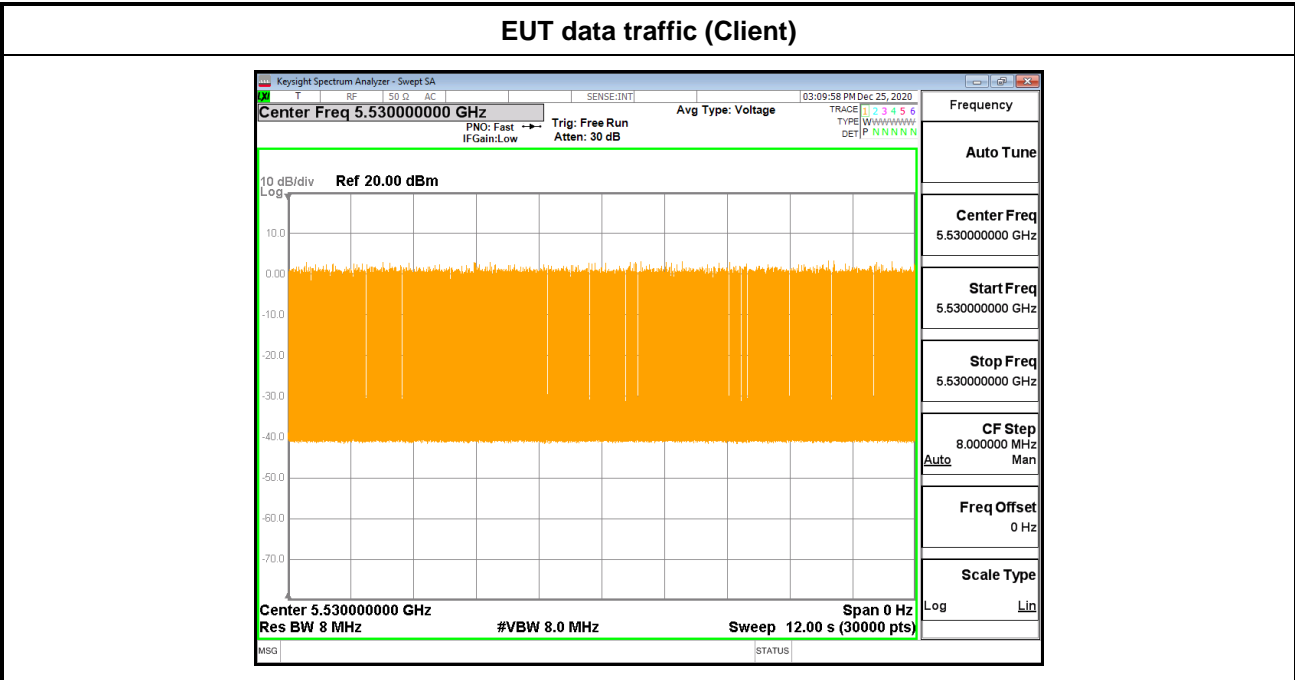 EUT data traffic (Client)
Keysight Spectrum Analyzer - Swept SA
T RF 50 Ω AC SENSE:INT 03:09:58 PM Dec 25, 2020
Center Freq 5.530000000 GHz
PNO: Fast
IFGain:Low
Trig: Free Run
Atten: 30 dB
Avg Type: Voltage
TRACE 1 2 3 4 5 6
TYPE WWWWWWW
DET P N N N N N
10 dB/div Ref 20.00 dBm
Log
10.0
0.00
-10.0
-20.0
-30.0
-40.0
-50.0
-60.0
-70.0
Center 5.530000000 GHz Span 0 Hz
Res BW 8 MHz #VBW 8.0 MHz Sweep 12.00 s (30000 pts)
MSG STATUS
Frequency
Auto Tune
Center Freq
5.530000000 GHz
Start Freq
5.530000000 GHz
Stop Freq
5.530000000 GHz
CF Step
8.000000 MHz
Auto Man
Freq Offset
0 Hz
Scale Type
Log Lin